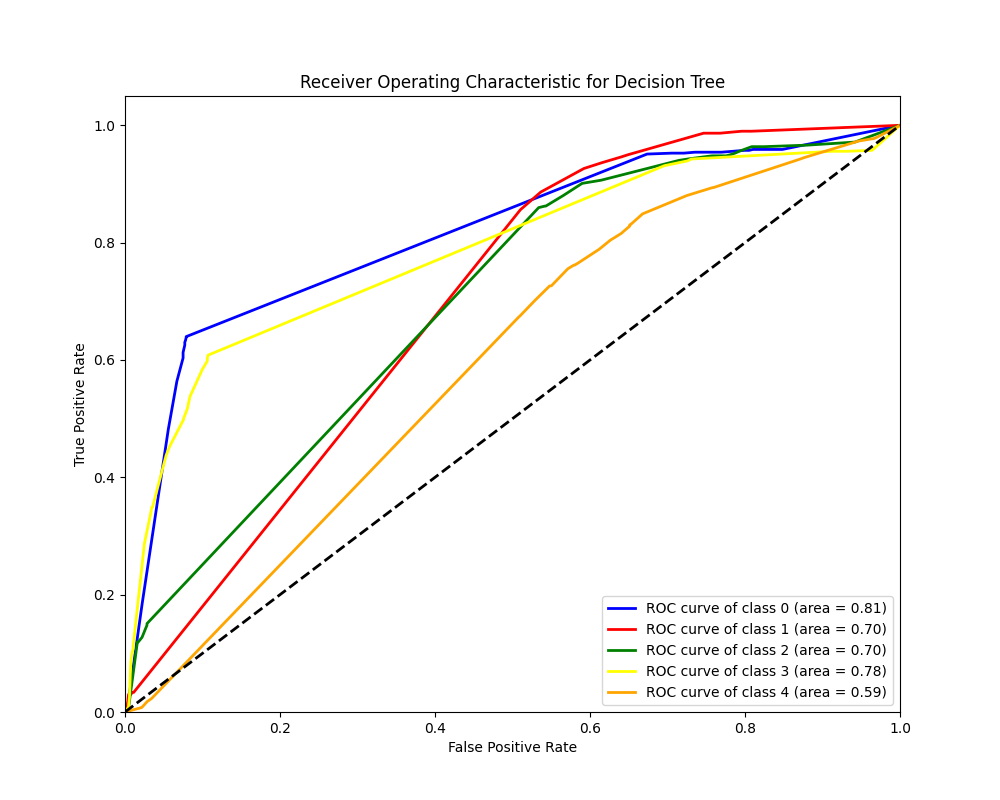 Receiver Operating Characteristic for Decision Tree
True Positive Rate
1.0
0.8
0.6
0.4
0.2
0.0
ROC curve of class 0 (area = 0.81)
ROC curve of class 1 (area = 0.70)
ROC curve of class 2 (area = 0.70)
ROC curve of class 3 (area = 0.78)
ROC curve of class 4 (area = 0.59)
0.0 0.2 0.4 0.6 0.8 1.0
False Positive Rate